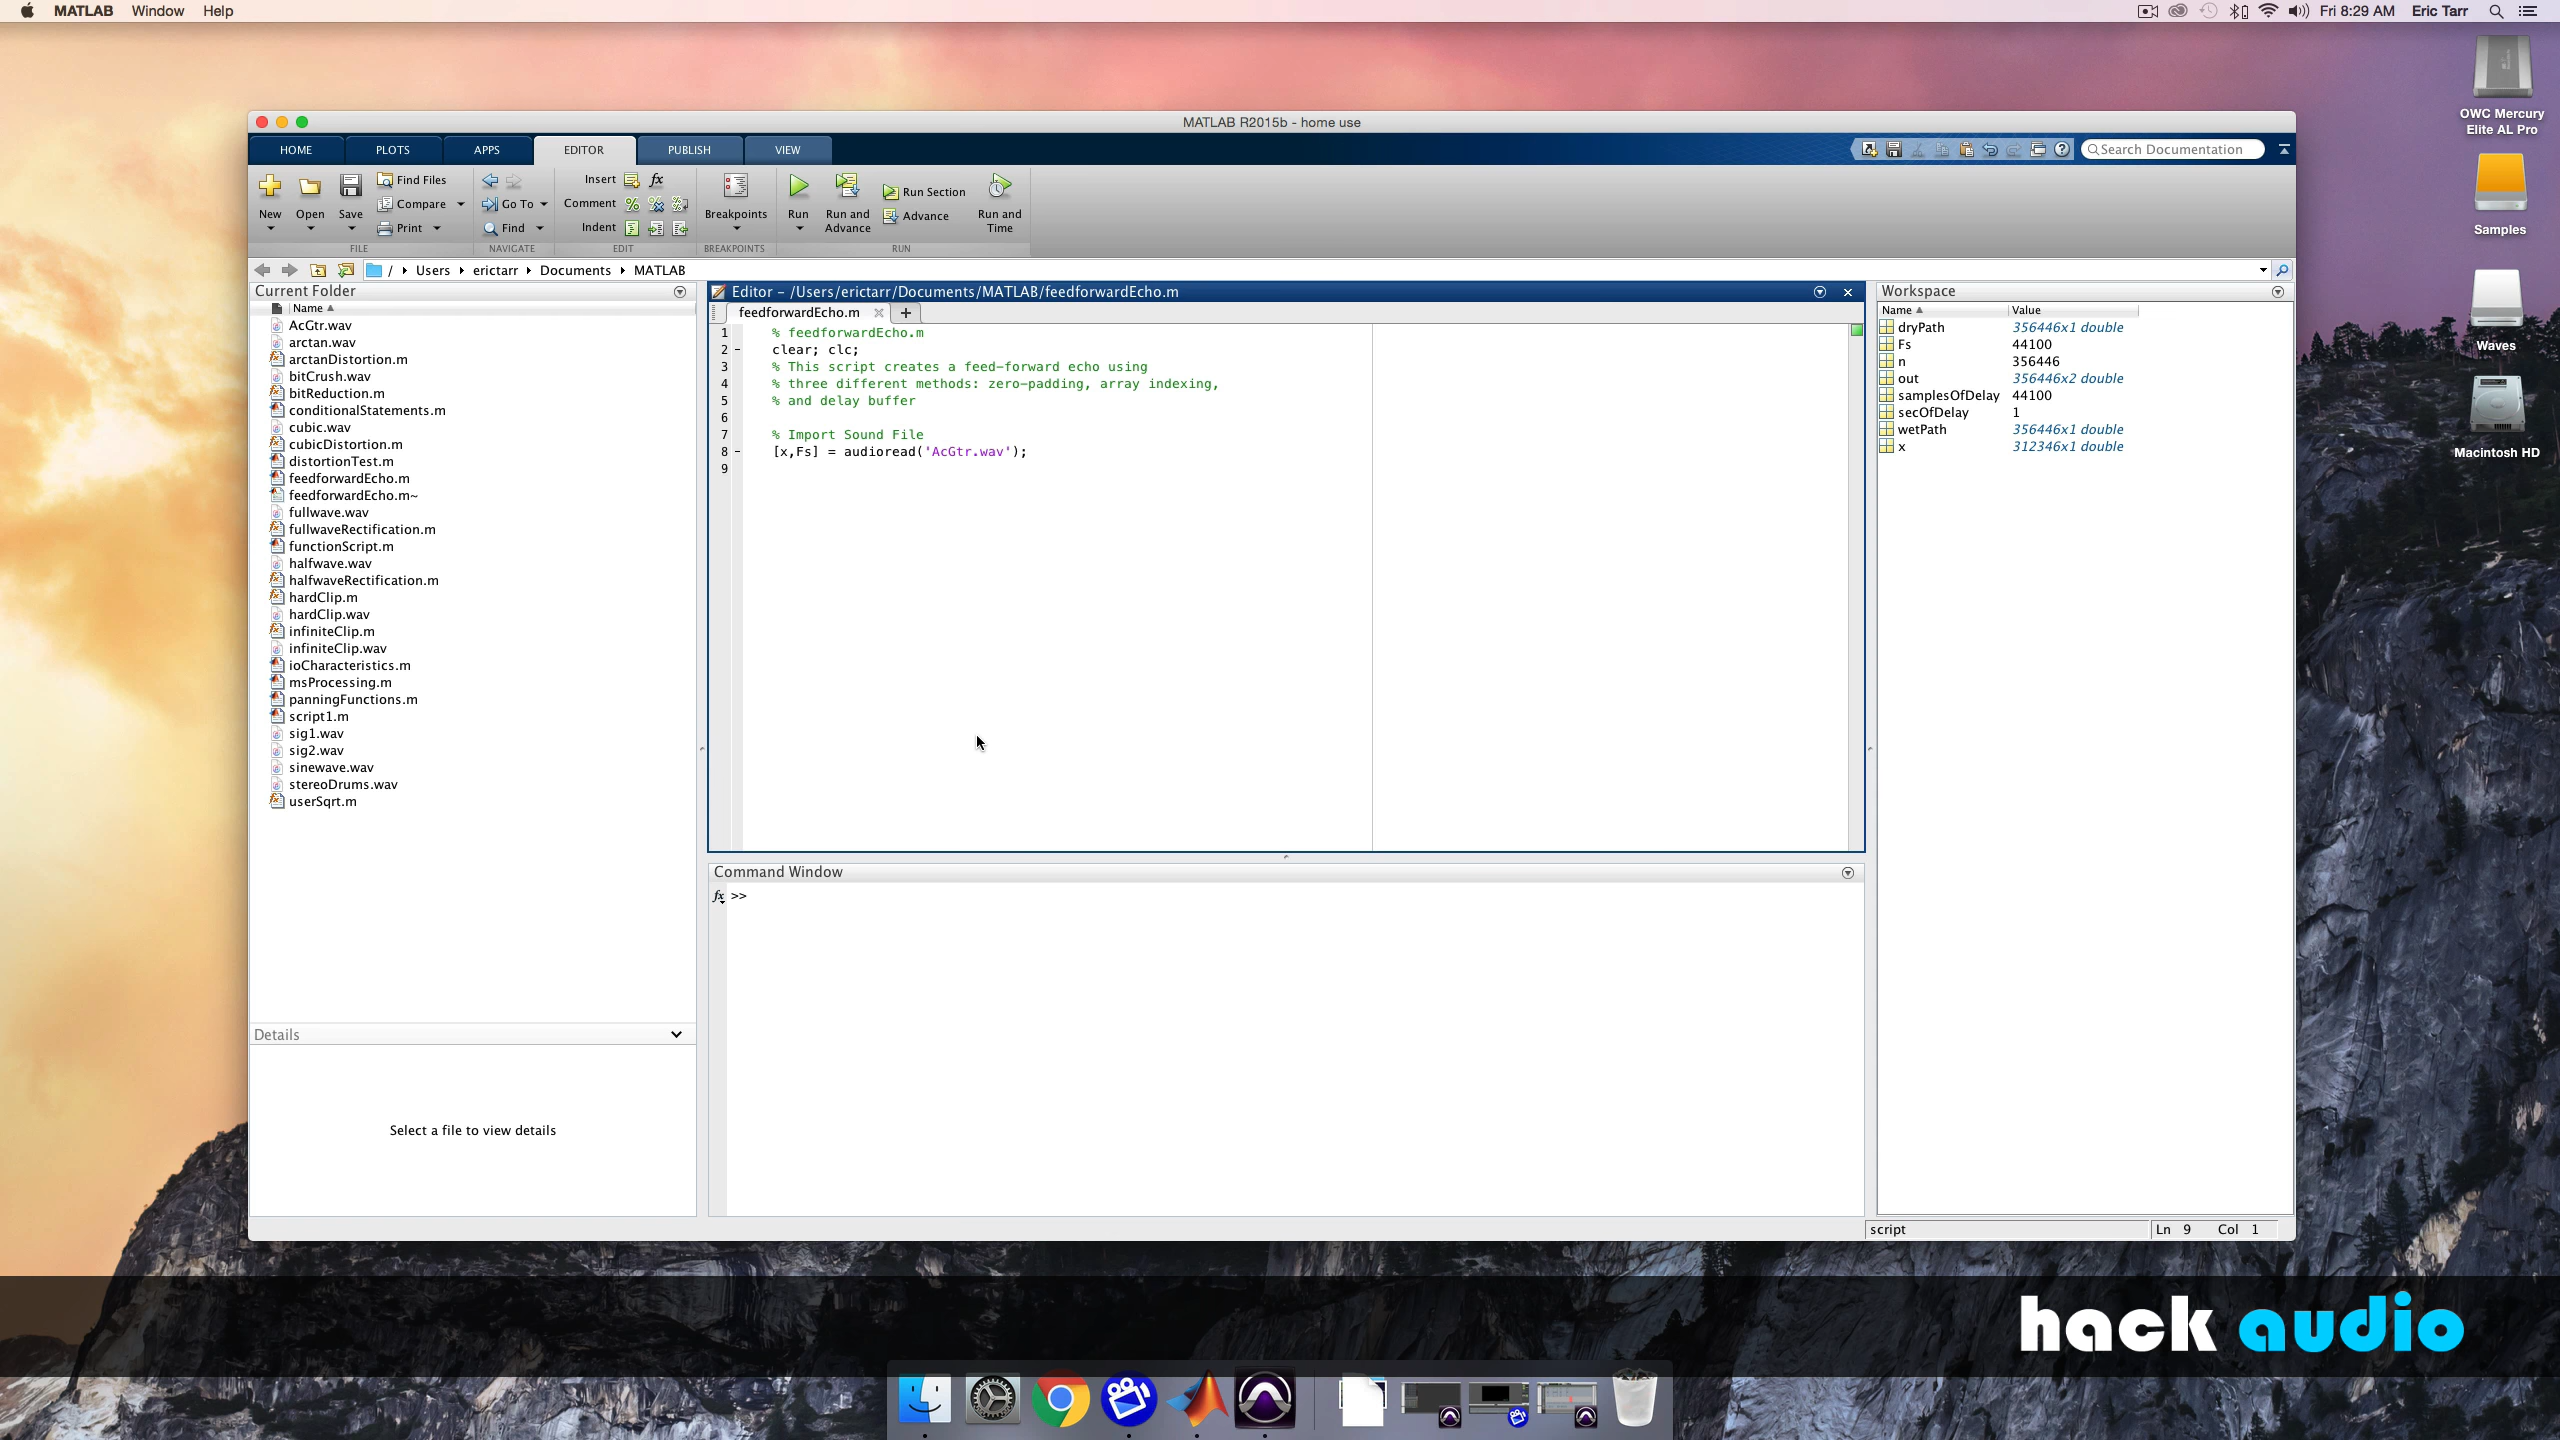 MATLAB Window Help
Fri 8:29 AM Eric Tarr
OWC Mercury
Elite AL Pro
Samples
Waves
Macintosh HD
MATLAB R2015b - home use
HOME PLOTS APPS EDITOR PUBLISH VIEW
Search Documentation
New Open Save
Find Files
Compare
Print
Go To
Find
Insert fx
Comment
Indent
Breakpoints
Run
Run and
Advance
Run Section
Advance
Run and
Time
FILE NAVIGATE EDIT BREAKPOINTS RUN
/ Users erictarr Documents MATLAB
Current Folder
Name
AcGtr.wav
arctan.wav
arctanDistortion.m
bitCrush.wav
bitReduction.m
conditionalStatements.m
cubic.wav
cubicDistortion.m
distortionTest.m
feedforwardEcho.m
feedforwardEcho.m~
fullwave.wav
fullwaveRectification.m
functionScript.m
halfwave.wav
halfwaveRectification.m
hardClip.m
hardClip.wav
infiniteClip.m
infiniteClip.wav
ioCharacteristics.m
msProcessing.m
panningFunctions.m
script1.m
sig1.wav
sig2.wav
sinewave.wav
stereoDrums.wav
userSqrt.m
Details
Select a file to view details
Editor - /Users/erictarr/Documents/MATLAB/feedforwardEcho.m
feedforwardEcho.m
1 % feedforwardEcho.m
2 - clear; clc;
3 % This script creates a feed-forward echo using
4 % three different methods: zero-padding, array indexing,
5 % and delay buffer
6
7 % Import Sound File
8 - [x,Fs] = audioread('AcGtr.wav');
9
Command Window
fx >>
Workspace
Name Value
dryPath 356446x1 double
Fs 44100
n 356446
out 356446x2 double
samplesOfDelay 44100
secOfDelay 1
wetPath 356446x1 double
x 312346x1 double
script Ln 9 Col 1
hack audio